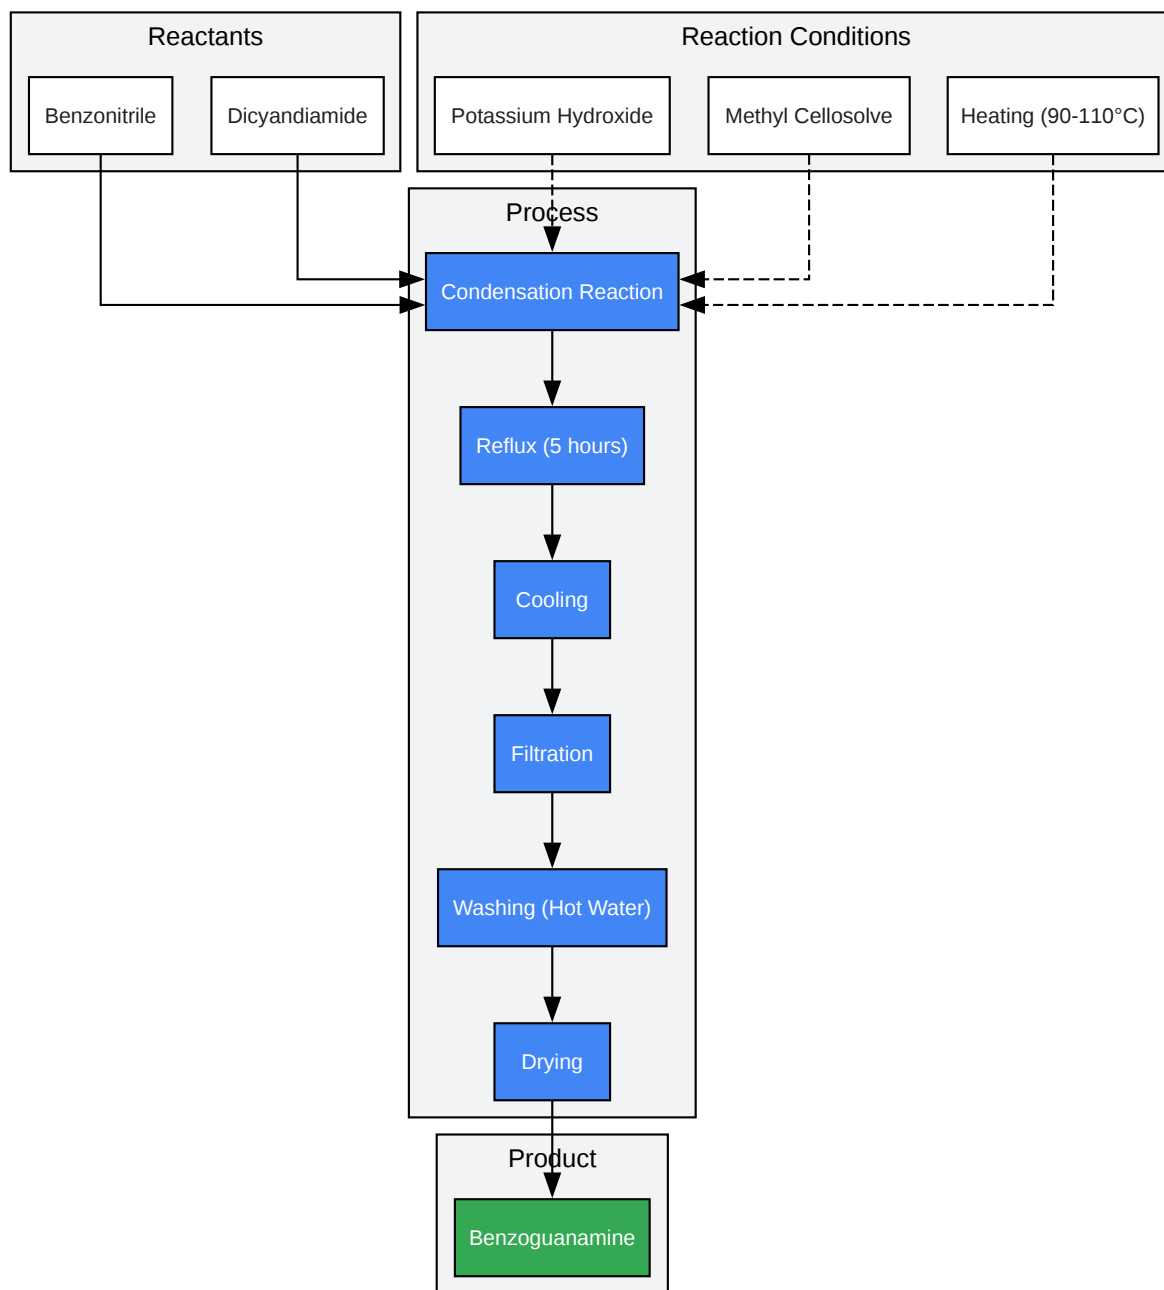 Reactants
Benzonitrile
Dicyandiamide
Reaction Conditions
Potassium Hydroxide
Methyl Cellosolve
Heating (90-110°C)
Process
Condensation Reaction
Reflux (5 hours)
Cooling
Filtration
Washing (Hot Water)
Drying
Product
Benzoguanamine